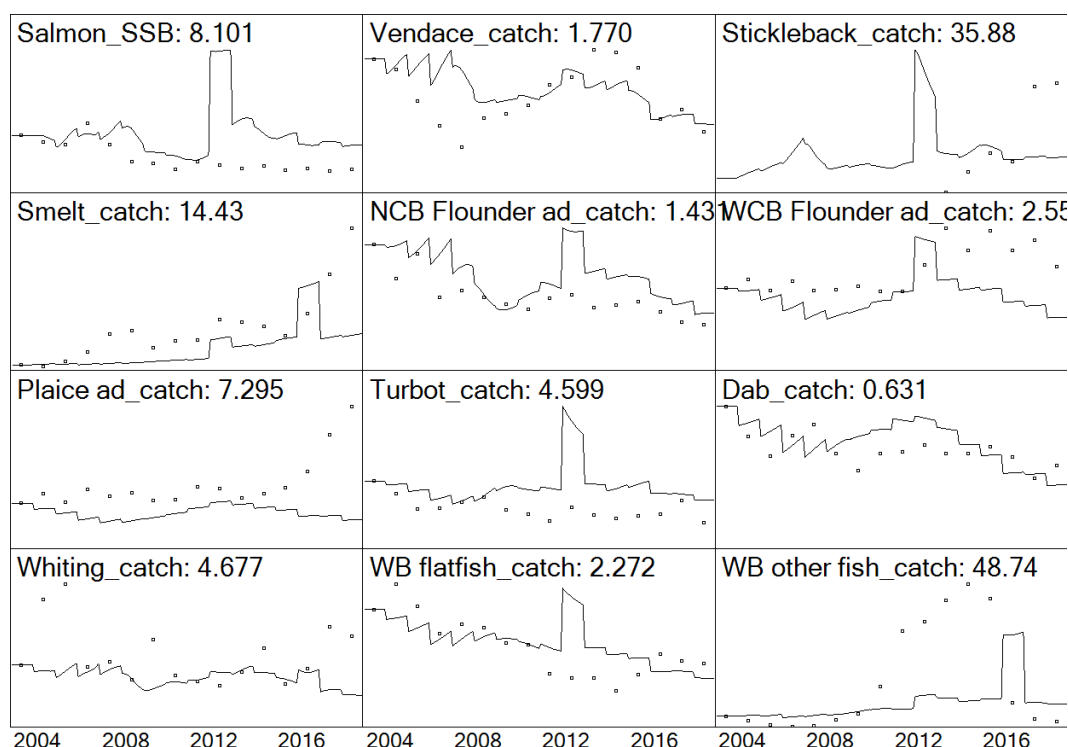 Salmon_SSB: 8.101
Vendace_catch: 1.770
Stickleback_catch: 35.88
Smelt_catch: 14.43
NCB Flounder ad_catch: 1.431
WCB Flounder ad_catch: 2.55
Plaice ad_catch: 7.295
Turbot_catch: 4.599
Dab_catch: 0.631
Whiting_catch: 4.677
WB flatfish_catch: 2.272
WB other fish_catch: 48.74
2004 2008 2012 2016 2004 2008 2012 2016 2004 2008 2012 2016